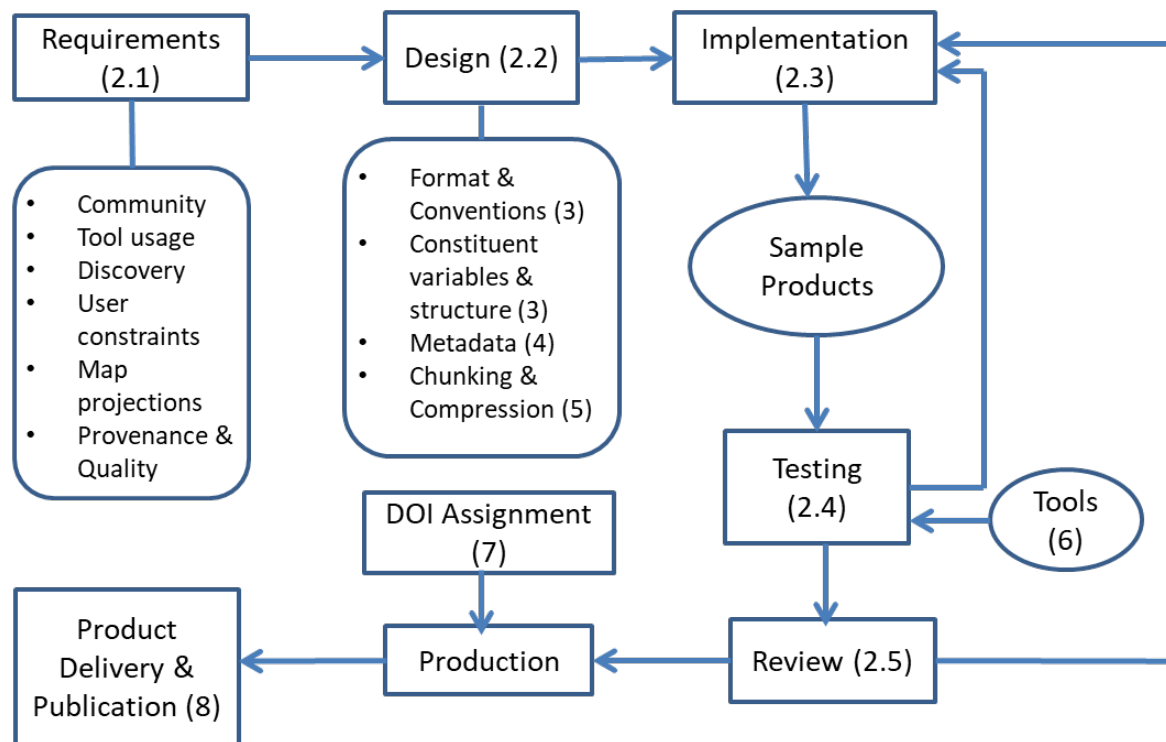 Requirements
(2.1)
Design (2.2)
Implementation
(2.3)
• Community
• Tool usage
• Discovery
• User
constraints
• Map
projections
• Provenance &
Quality
• Format &
Conventions (3)
• Constituent
variables &
structure (3)
• Metadata (4)
• Chunking &
Compression (5)
Sample
Products
Testing
(2.4)
Tools
(6)
DOI Assignment
(7)
Product
Delivery &
Publication (8)
Production
Review (2.5)